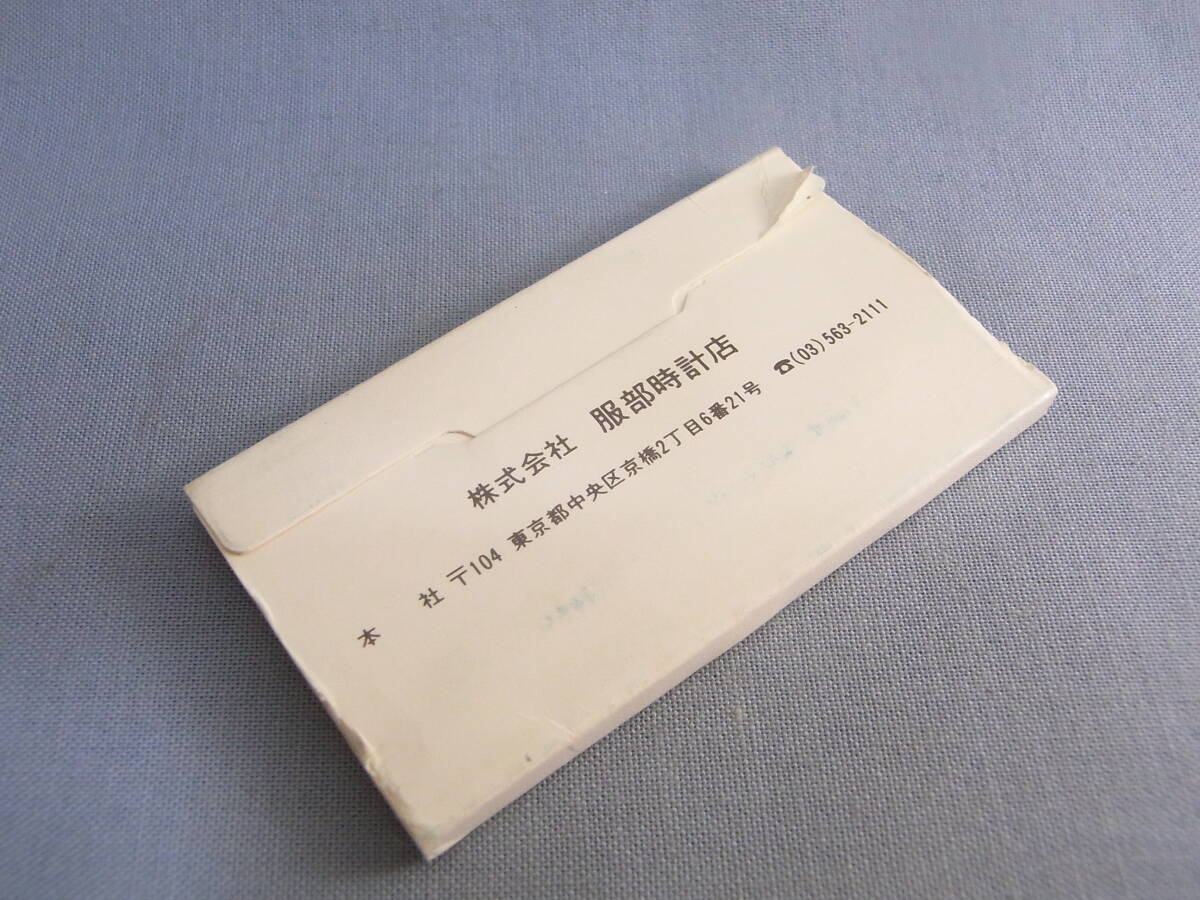 株式会社 服部時計店
本社 〒104 東京都中央区京橋2丁目6番21号 ☎(03)563-2111